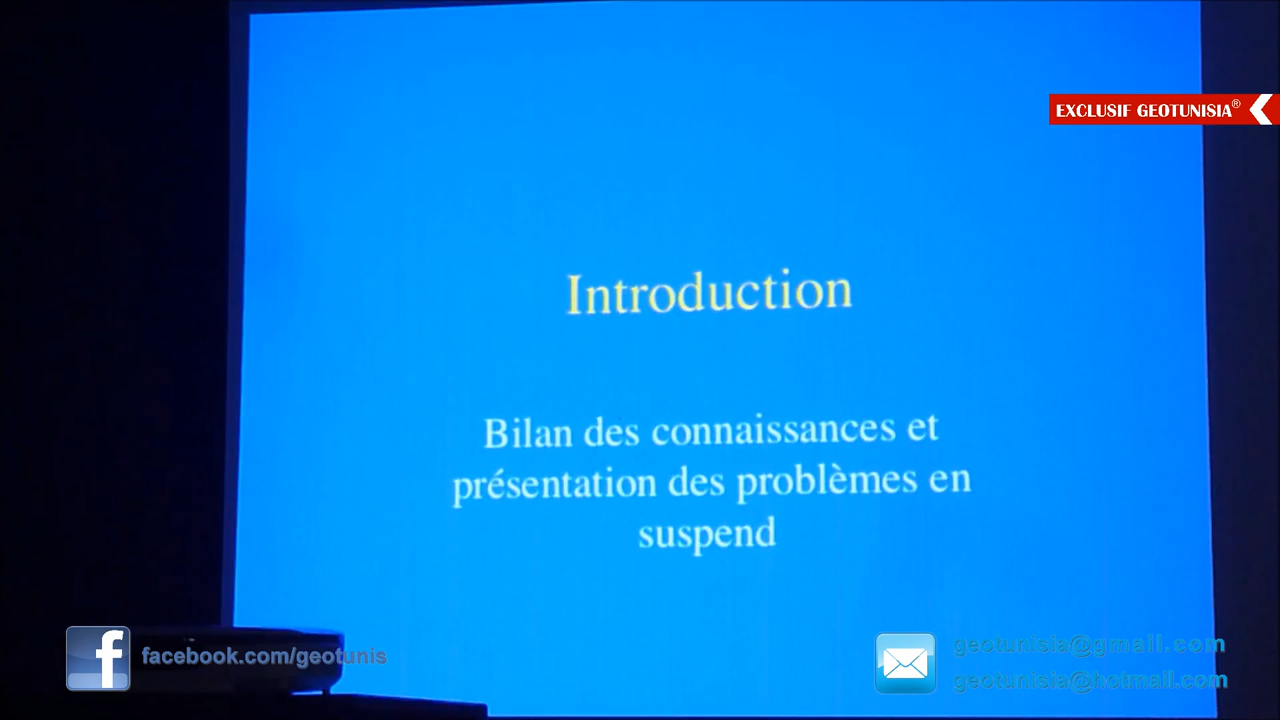 EXCLUSIF GEOTUNISIA®
Introduction
Bilan des connaissances et
présentation des problèmes en
suspend
facebook.com/geotunis
geotunisia@gmail.com
geotunisia@hotmail.com